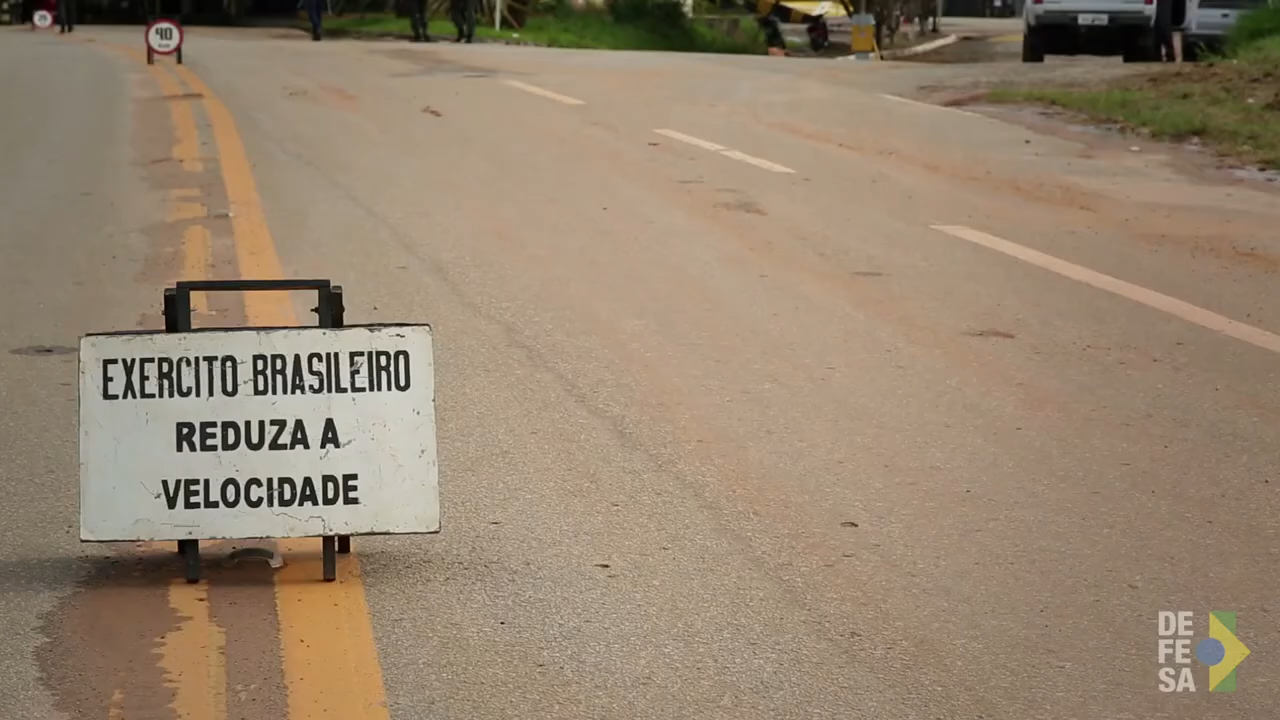 40
EXERCITO BRASILEIRO
REDUZA A
VELOCIDADE
DE
FE
SA